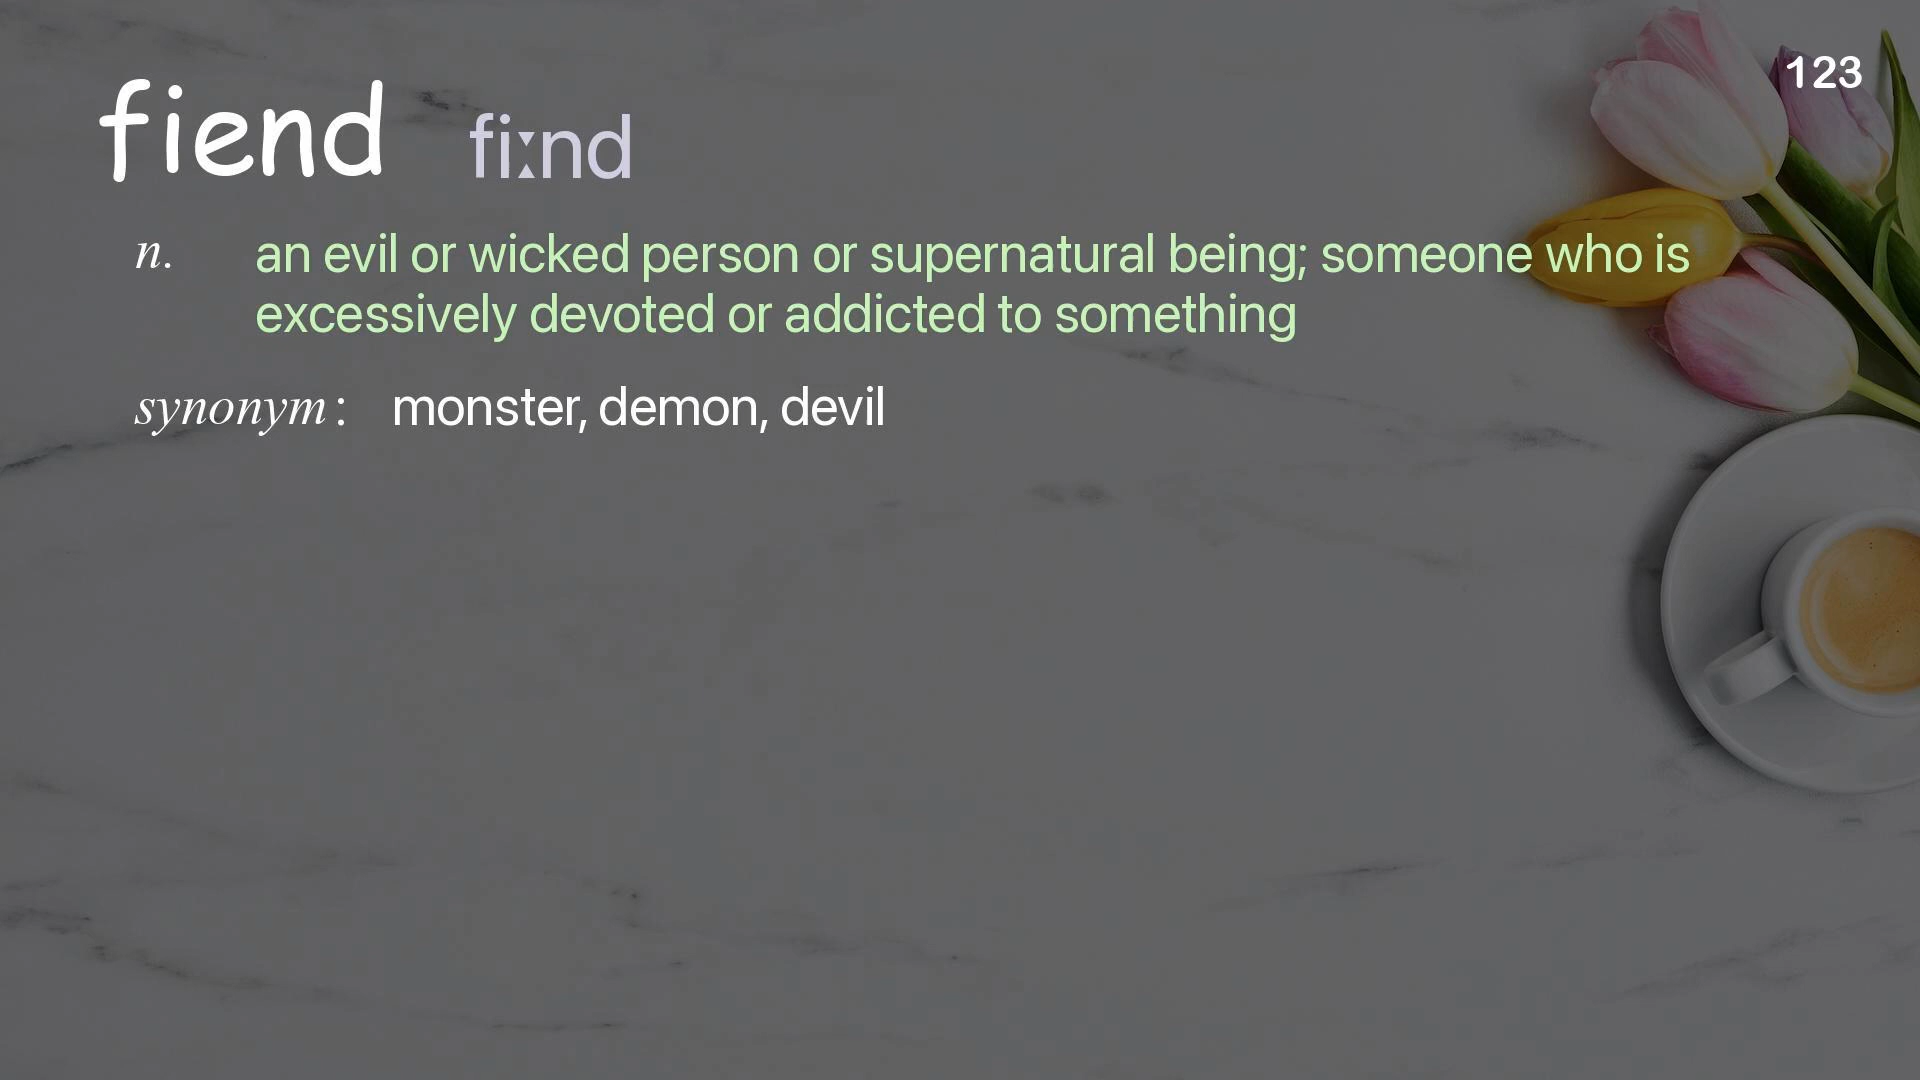 123
fiend fiːnd
n. an evil or wicked person or supernatural being; someone who is
excessively devoted or addicted to something
synonym : monster, demon, devil